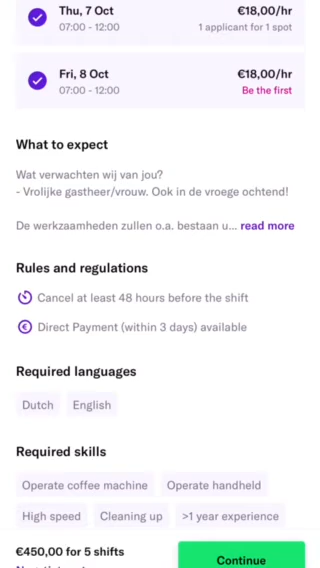 Thu, 7 Oct €18,00/hr
07:00 - 12:00 1 applicant for 1 spot
Fri, 8 Oct €18,00/hr
07:00 - 12:00 Be the first
What to expect
Wat verwachten wij van jou?
- Vrolijke gastheer/vrouw. Ook in de vroege ochtend!
De werkzaamheden zullen o.a. bestaan u... read more
Rules and regulations
Cancel at least 48 hours before the shift
Direct Payment (within 3 days) available
Required languages
Dutch English
Required skills
Operate coffee machine Operate handheld
High speed Cleaning up >1 year experience
€450,00 for 5 shifts
Continue